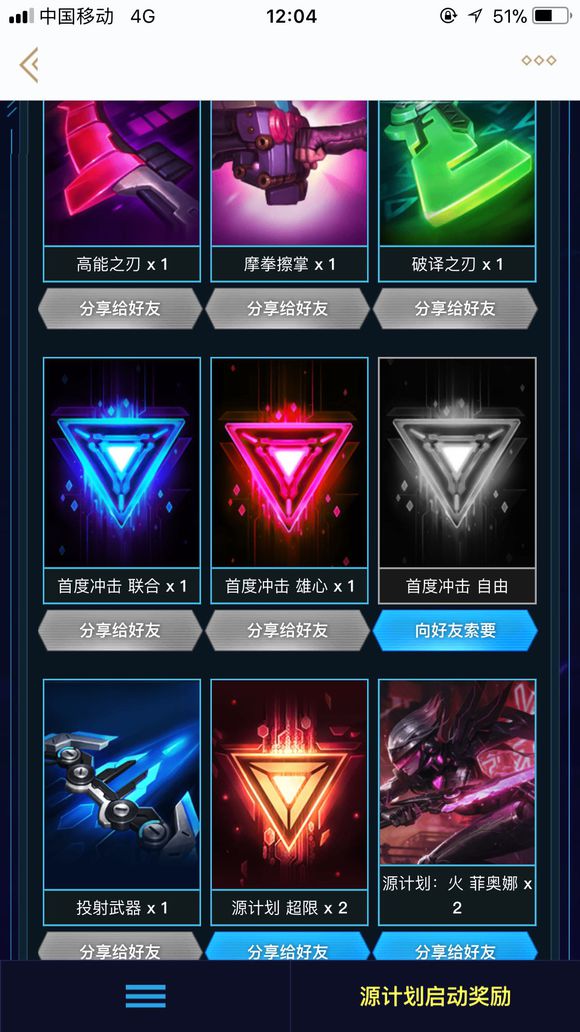 中国移动 4G 12:04 51%
高能之刃 x 1 摩拳擦掌 x 1 破译之刃 x 1
分享给好友 分享给好友 分享给好友
首度冲击 联合 x 1 首度冲击 雄心 x 1 首度冲击 自由
分享给好友 分享给好友 向好友索要
投射武器 x 1 源计划 超限 x 2 源计划：火 菲奥娜 x
2
分享给好友 分享给好友 分享给好友
源计划启动奖励